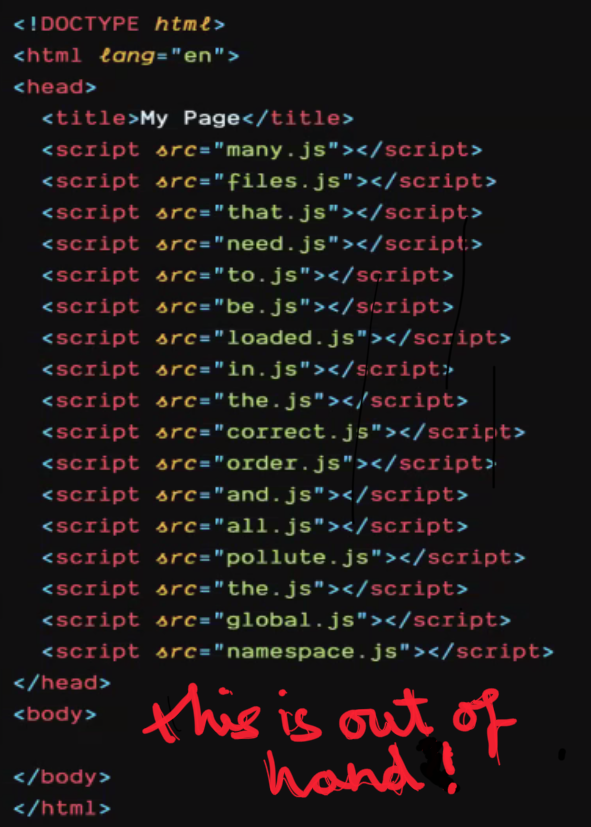 <!DOCTYPE html>
<html lang="en">
<head>
  <title>My Page</title>
  <script src="many.js"></script>
  <script src="files.js"></script>
  <script src="that.js"></script>
  <script src="need.js"></script>
  <script src="to.js"></script>
  <script src="be.js"></script>
  <script src="loaded.js"></script>
  <script src="in.js"></script>
  <script src="the.js"></script>
  <script src="correct.js"></script>
  <script src="order.js"></script>
  <script src="and.js"></script>
  <script src="all.js"></script>
  <script src="pollute.js"></script>
  <script src="the.js"></script>
  <script src="global.js"></script>
  <script src="namespace.js"></script>
</head>
<body>
this is out of
hand!
</body>
</html>